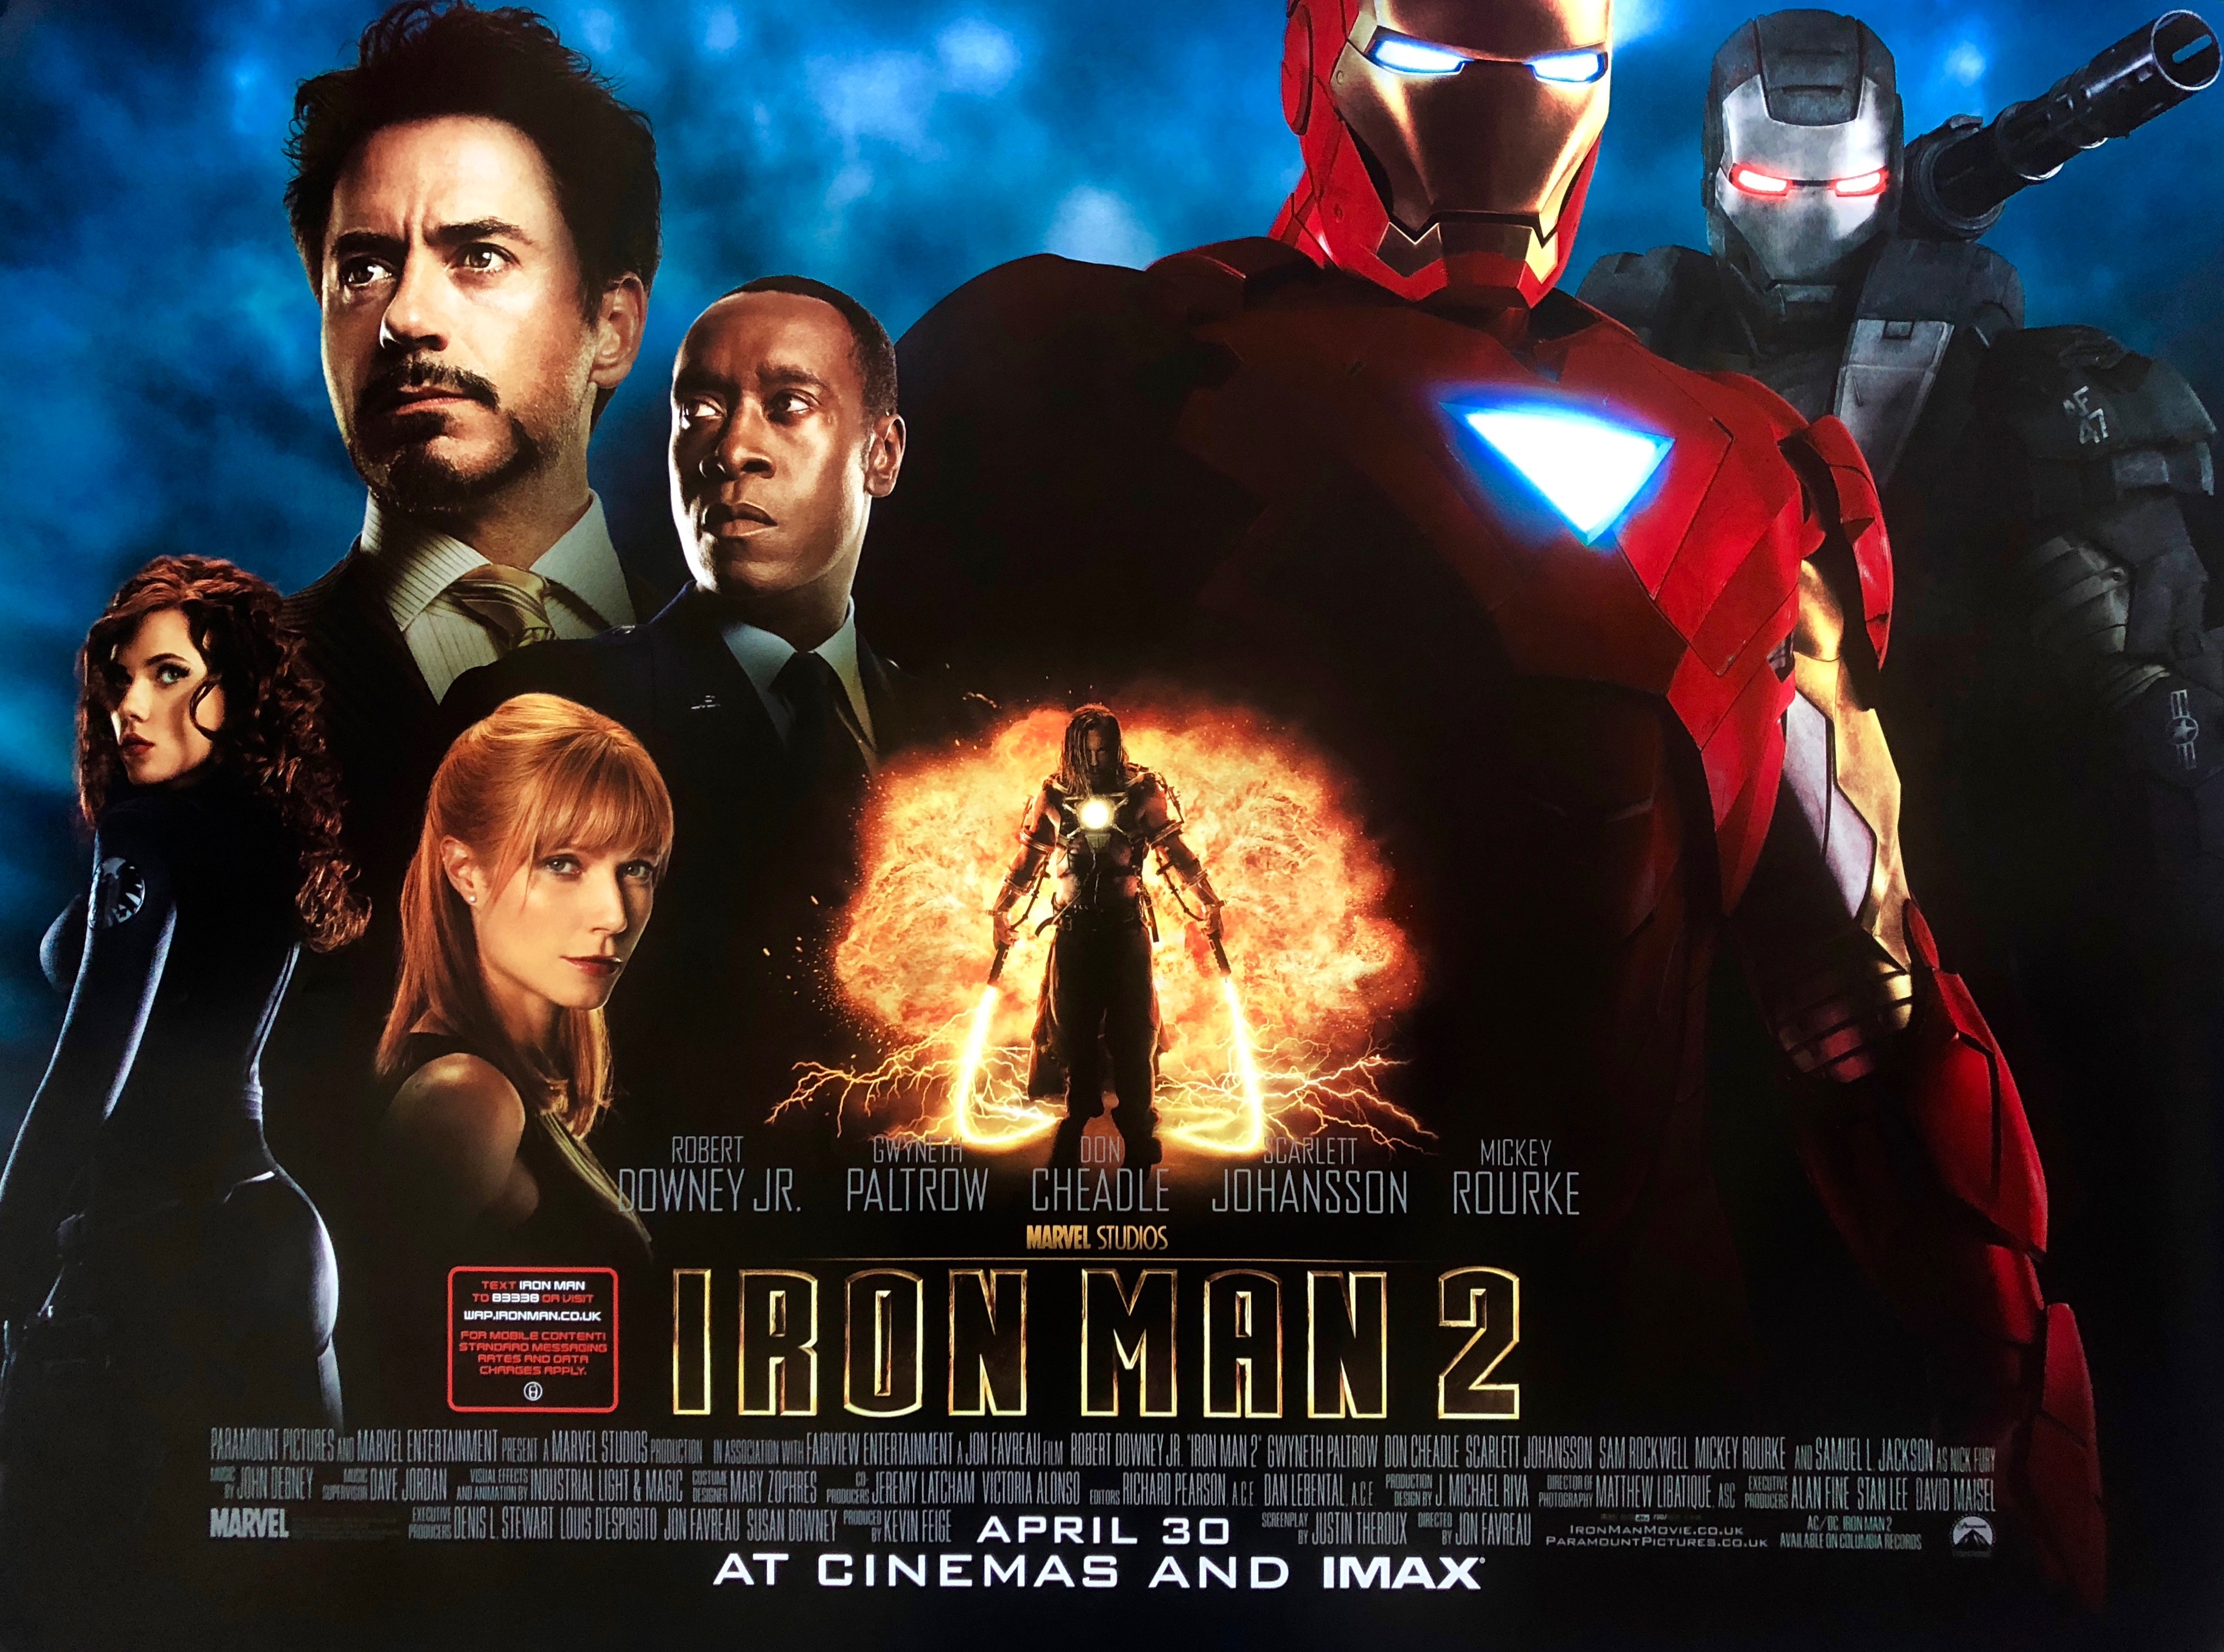 AF
47
ROBERT DOWNEY JR.
GWYNETH PALTROW
DON CHEADLE
SCARLETT JOHANSSON
MICKEY ROURKE
MARVEL STUDIOS
IRON MAN 2
TEXT IRON MAN
TO 83338 OR VISIT
WAP.IRONMAN.CO.UK
FOR MOBILE CONTENT!
STANDARD MESSAGING
RATES AND DATA
CHARGES APPLY.
PARAMOUNT PICTURES AND MARVEL ENTERTAINMENT PRESENT A MARVEL STUDIOS PRODUCTION IN ASSOCIATION WITH FAIRVIEW ENTERTAINMENT A JON FAVREAU FILM ROBERT DOWNEY JR. "IRON MAN 2" GWYNETH PALTROW DON CHEADLE SCARLETT JOHANSSON SAM ROCKWELL MICKEY ROURKE AND SAMUEL L. JACKSON AS NICK FURY
MUSIC BY JOHN DEBNEY MUSIC SUPERVISOR DAVE JORDAN VISUAL EFFECTS AND ANIMATION BY INDUSTRIAL LIGHT & MAGIC COSTUME DESIGNER MARY ZOPHRES CO-PRODUCERS JEREMY LATCHAM VICTORIA ALONSO EDITORS RICHARD PEARSON, A.C.E. DAN LEBENTAL, A.C.E. PRODUCTION DESIGN BY J. MICHAEL RIVA DIRECTOR OF PHOTOGRAPHY MATTHEW LIBATIQUE, ASC EXECUTIVE PRODUCERS ALAN FINE STAN LEE DAVID MAISEL
MARVEL EXECUTIVE PRODUCERS DENIS L. STEWART LOUIS D'ESPOSITO JON FAVREAU SUSAN DOWNEY PRODUCED BY KEVIN FEIGE SCREENPLAY BY JUSTIN THEROUX DIRECTED BY JON FAVREAU
IRONMANMOVIE.CO.UK
PARAMOUNTPICTURES.CO.UK
AC/DC: IRON MAN 2
AVAILABLE ON COLUMBIA RECORDS
Paramount
APRIL 30
AT CINEMAS AND IMAX